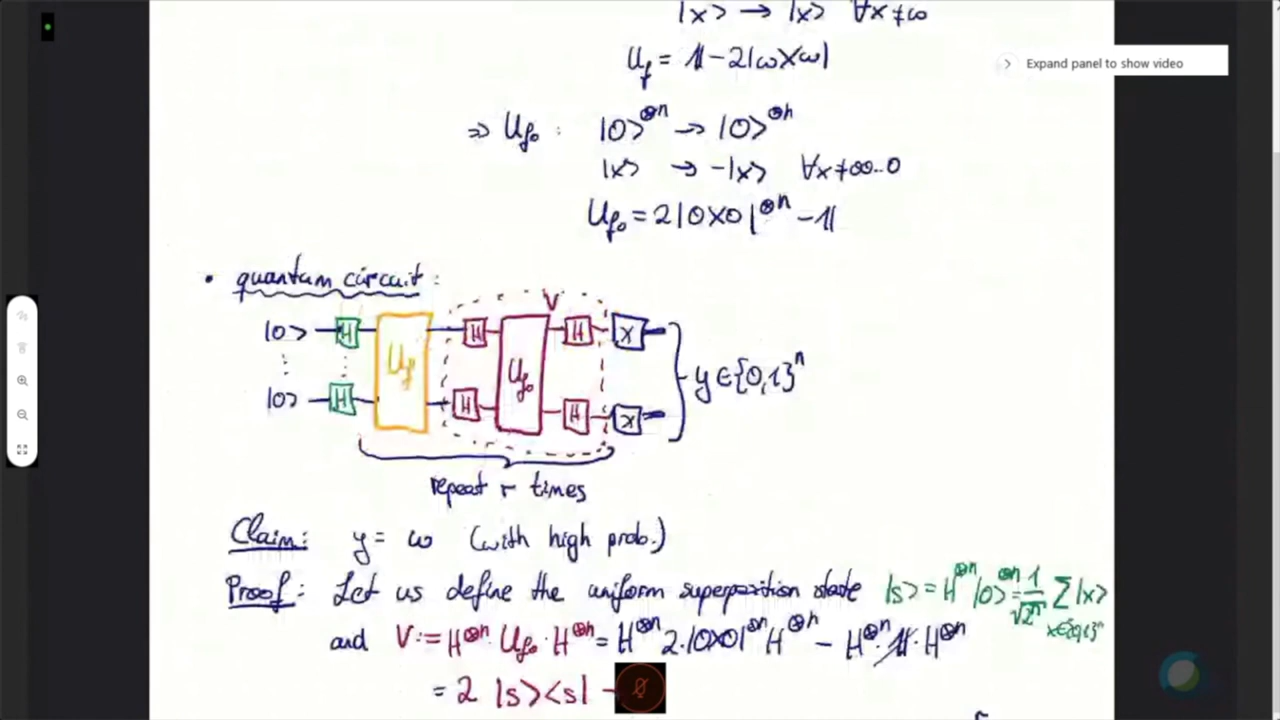 |x> → |x> ∀x≠ω
U_f = 𝟙 - 2|ω><ω|
Expand panel to show video
⇒ U_f₀ : |0>^⊗n → |0>^⊗n
|x> → -|x> ∀x≠00..0
U_f₀ = 2|0><0|^⊗n - 𝟙
• quantum circuit:
V
|0> H U_f H U_f₀ H X
⋮ } y∈{0,1}^n
|0> H H H X
repeat r times
Claim: y = ω (with high prob.)
Proof: Let us define the uniform superposition state |s> = H^⊗n |0>^⊗n = 1/√2^n ∑_{x∈{0,1}^n} |x>
and V := H^⊗n · U_f₀ · H^⊗n = H^⊗n 2·|0><0|^⊗n H^⊗n - H^⊗n · 𝟙 · H^⊗n
= 2 |s><s| -